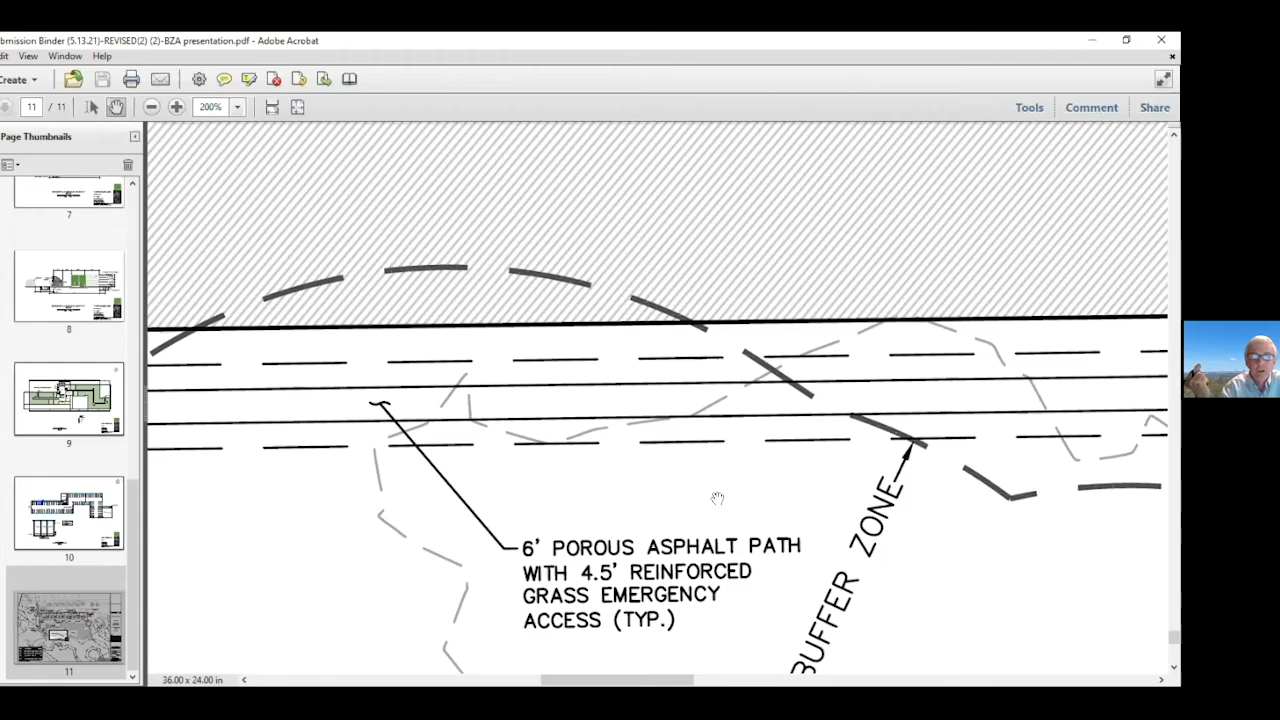 bmission Binder (5.13.21)-REVISED(2) (2)-BZA presentation.pdf - Adobe Acrobat
dit View Window Help
Create
11 / 11 200% Tools Comment Share
Page Thumbnails
7
8
9
10
11
6' POROUS ASPHALT PATH
WITH 4.5' REINFORCED
GRASS EMERGENCY
ACCESS (TYP.)
BUFFER ZONE
36.00 x 24.00 in